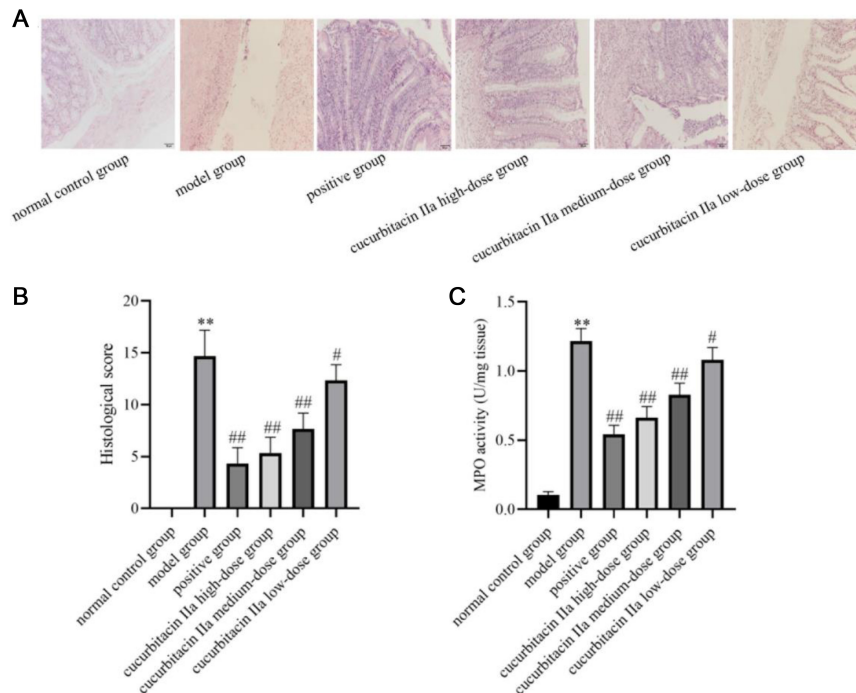 A
normal control group
model group
positive group
cucurbitacin IIa high-dose group
cucurbitacin IIa medium-dose group
cucurbitacin IIa low-dose group
B
Histological score
20
15
10
5
0
**
##
##
##
#
normal control group
model group
positive group
cucurbitacin IIa high-dose group
cucurbitacin IIa medium-dose group
cucurbitacin IIa low-dose group
C
MPO activity (U/mg tissue)
1.5
1.0
0.5
0.0
**
##
##
##
#
normal control group
model group
positive group
cucurbitacin IIa high-dose group
cucurbitacin IIa medium-dose group
cucurbitacin IIa low-dose group